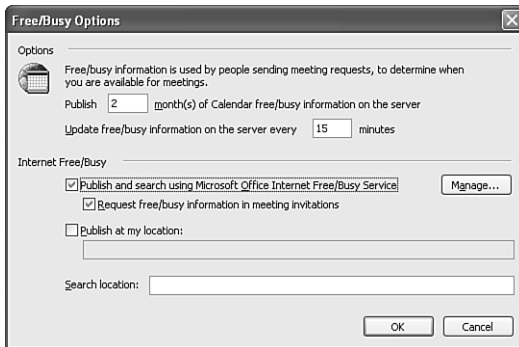 Free/Busy Options
Options
Free/busy information is used by people sending meeting requests, to determine when
you are available for meetings.
Publish 2 month(s) of Calendar free/busy information on the server
Update free/busy information on the server every 15 minutes
Internet Free/Busy
Publish and search using Microsoft Office Internet Free/Busy Service Manage...
Request free/busy information in meeting invitations
Publish at my location:
Search location:
OK Cancel